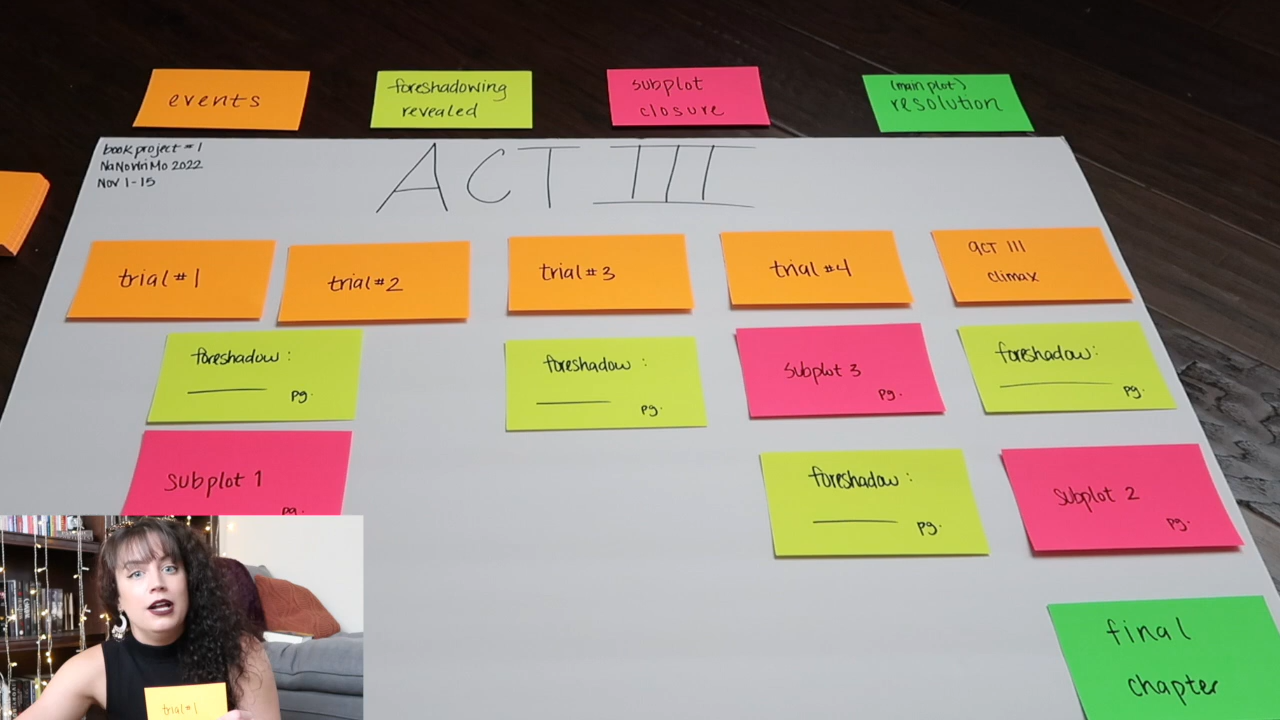 events
foreshadowing
revealed
subplot
closure
(main plot)
resolution
book project #1
NaNoWriMo 2022
Nov 1-15
ACT III
trial #1
trial #2
trial #3
trial #4
act III
climax
foreshadow:
pg.
foreshadow:
pg.
subplot 3
pg.
foreshadow:
pg.
subplot 1
pg.
foreshadow:
pg.
subplot 2
pg.
final
chapter
trial #1